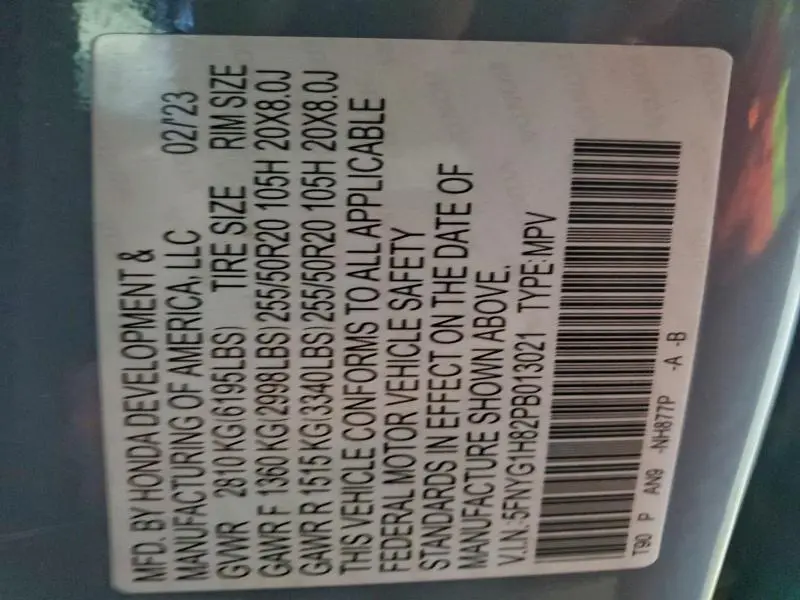 MFD. BY HONDA DEVELOPMENT &
MANUFACTURING OF AMERICA, LLC 02/'23
GVWR 2810 KG(6195LBS) TIRE SIZE RIM SIZE
GAWR F 1360 KG(2998LBS) 255/50R20 105H 20X8.0J
GAWR R 1515 KG(3340LBS) 255/50R20 105H 20X8.0J
THIS VEHICLE CONFORMS TO ALL APPLICABLE
FEDERAL MOTOR VEHICLE SAFETY
STANDARDS IN EFFECT ON THE DATE OF
MANUFACTURE SHOWN ABOVE.
V.I.N:5FNYG1H82PB013021 TYPE:MPV
T90 P AN9 -NH877P -A -B